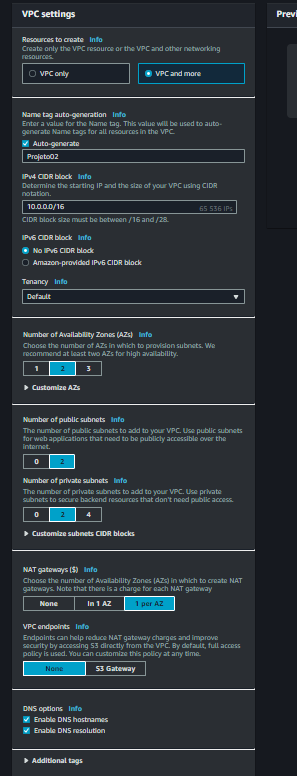 VPC settings
Previ
Resources to create Info
Create only the VPC resource or the VPC and other networking
resources.
VPC only
VPC and more
Name tag auto-generation Info
Enter a value for the Name tag. This value will be used to auto-
generate Name tags for all resources in the VPC.
Auto-generate
Projeto02
IPv4 CIDR block Info
Determine the starting IP and the size of your VPC using CIDR
notation.
10.0.0.0/16
65 536 IPs
CIDR block size must be between /16 and /28.
IPv6 CIDR block Info
No IPv6 CIDR block
Amazon-provided IPv6 CIDR block
Tenancy Info
Default
Number of Availability Zones (AZs) Info
Choose the number of AZs in which to provision subnets. We
recommend at least two AZs for high availability.
1 2 3
Customize AZs
Number of public subnets Info
The number of public subnets to add to your VPC. Use public subnets
for web applications that need to be publicly accessible over the
internet.
0 2
Number of private subnets Info
The number of private subnets to add to your VPC. Use private
subnets to secure backend resources that don't need public access.
0 2 4
Customize subnets CIDR blocks
NAT gateways ($) Info
Choose the number of Availability Zones (AZs) in which to create NAT
gateways. Note that there is a charge for each NAT gateway
None In 1 AZ 1 per AZ
VPC endpoints Info
Endpoints can help reduce NAT gateway charges and improve
security by accessing S3 directly from the VPC. By default, full access
policy is used. You can customize this policy at any time.
None S3 Gateway
DNS options Info
Enable DNS hostnames
Enable DNS resolution
Additional tags